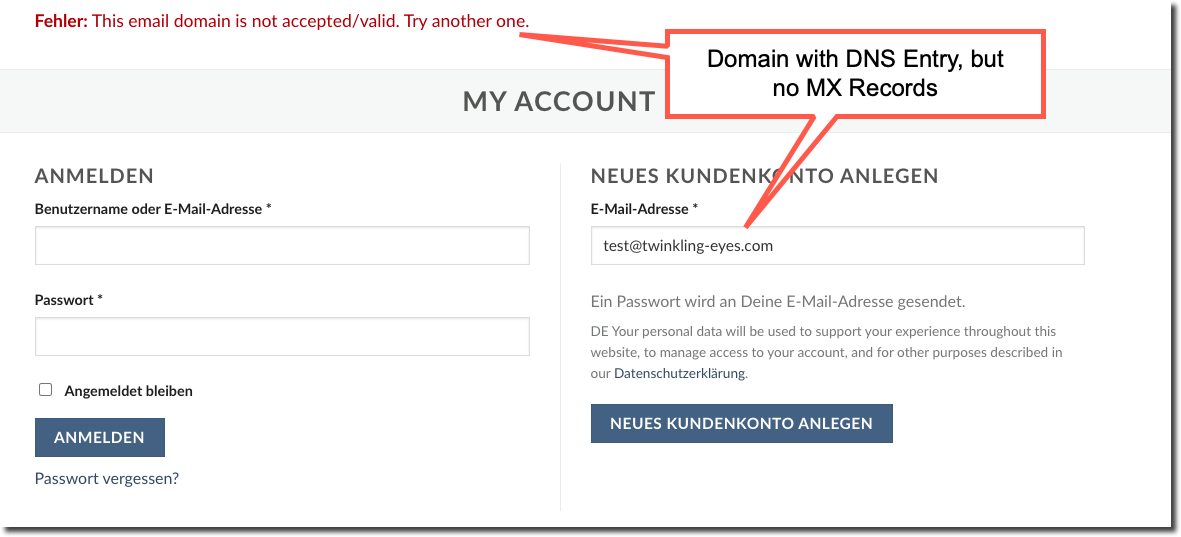 Fehler: This email domain is not accepted/valid. Try another one.
Domain with DNS Entry, but
no MX Records
MY ACCOUNT
ANMELDEN
Benutzername oder E-Mail-Adresse *
Passwort *
Angemeldet bleiben
ANMELDEN
Passwort vergessen?
NEUES KUNDENKONTO ANLEGEN
E-Mail-Adresse *
test@twinkling-eyes.com
Ein Passwort wird an Deine E-Mail-Adresse gesendet.
DE Your personal data will be used to support your experience throughout this
website, to manage access to your account, and for other purposes described in
our Datenschutzerklärung.
NEUES KUNDENKONTO ANLEGEN